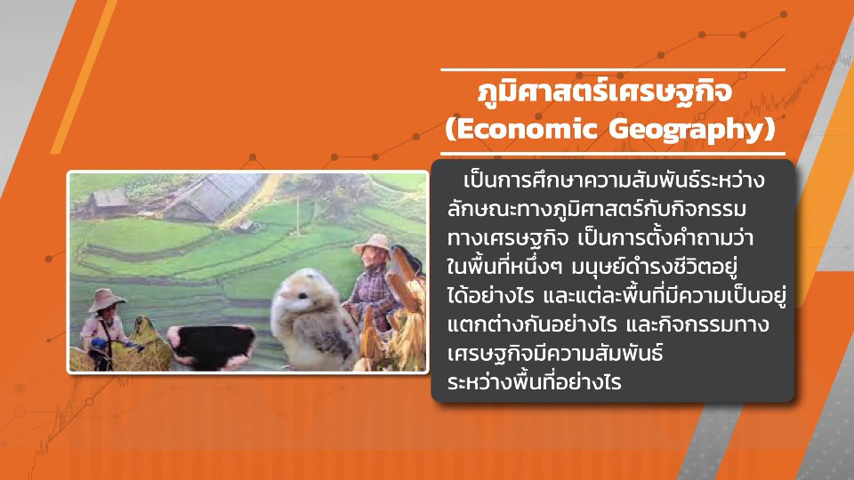 ภูมิศาสตร์เศรษฐกิจ
(Economic Geography)
เป็นการศึกษาความสัมพันธ์ระหว่าง
ลักษณะทางภูมิศาสตร์กับกิจกรรม
ทางเศรษฐกิจ เป็นการตั้งคำถามว่า
ในพื้นที่หนึ่งๆ มนุษย์ดำรงชีวิตอยู่
ได้อย่างไร และแต่ละพื้นที่มีความเป็นอยู่
แตกต่างกันอย่างไร และกิจกรรมทาง
เศรษฐกิจมีความสัมพันธ์
ระหว่างพื้นที่อย่างไร